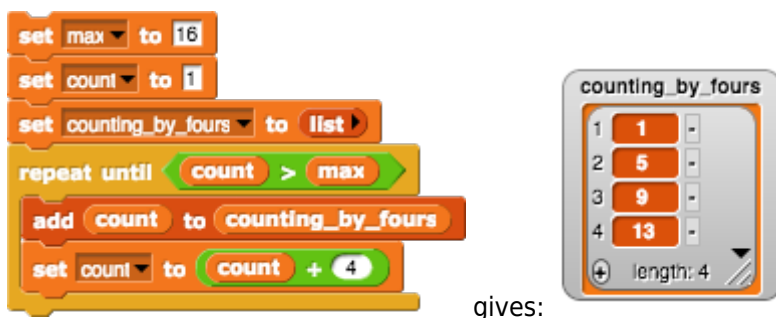 set max to 16
set count to 1
set counting_by_fours to list
repeat until count > max
add count to counting_by_fours
set count to count + 4
gives:
counting_by_fours
1 1 -
2 5 -
3 9 -
4 13 -
+ length: 4